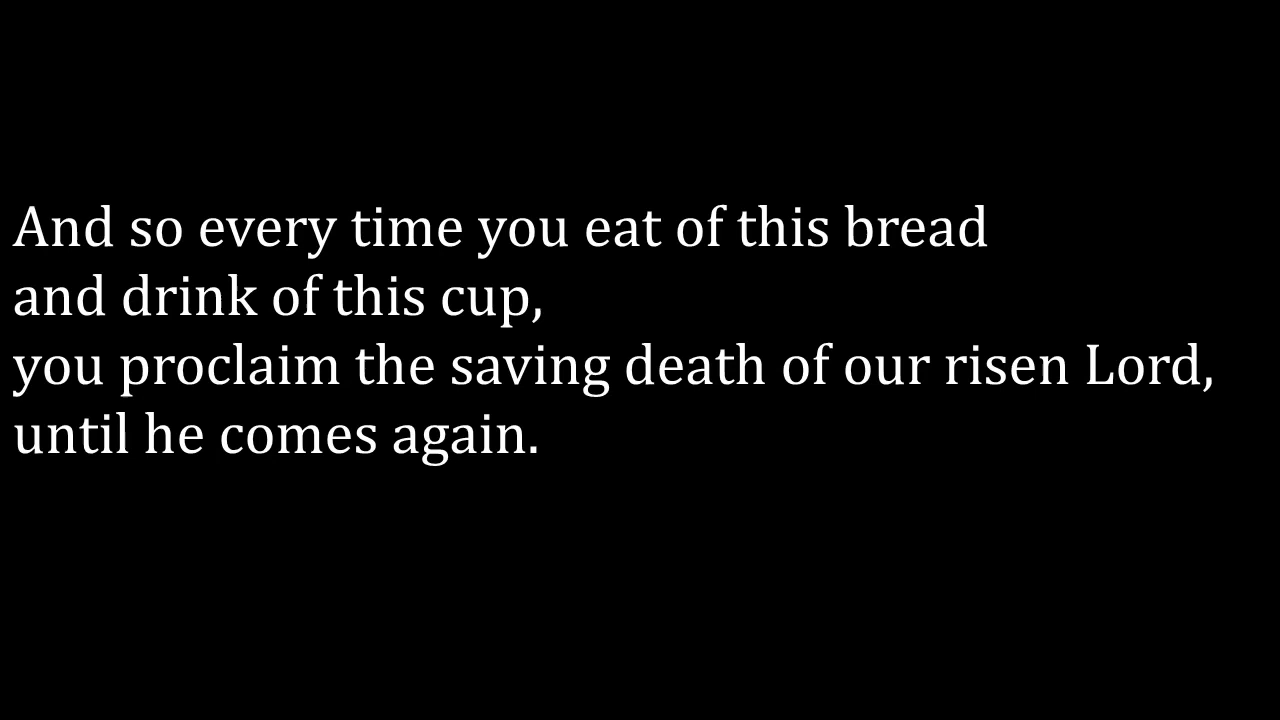 And so every time you eat of this bread
and drink of this cup,
you proclaim the saving death of our risen Lord,
until he comes again.